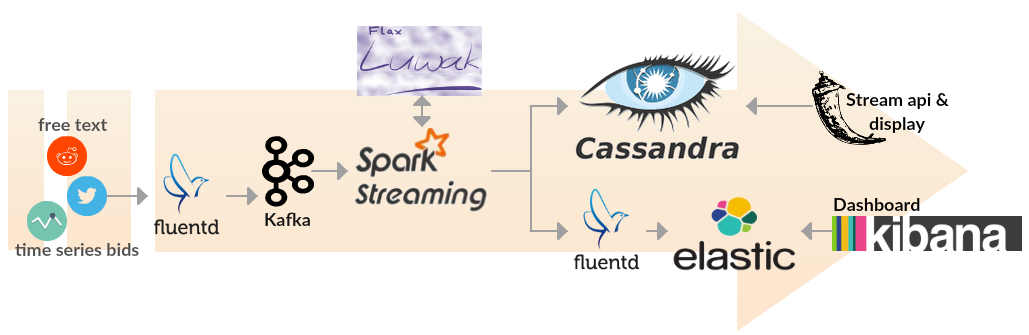 Flax
Luwak
free text
time series bids
fluentd
Kafka
Spark
Streaming
Cassandra
Stream api &
display
fluentd
elastic
Dashboard
kibana